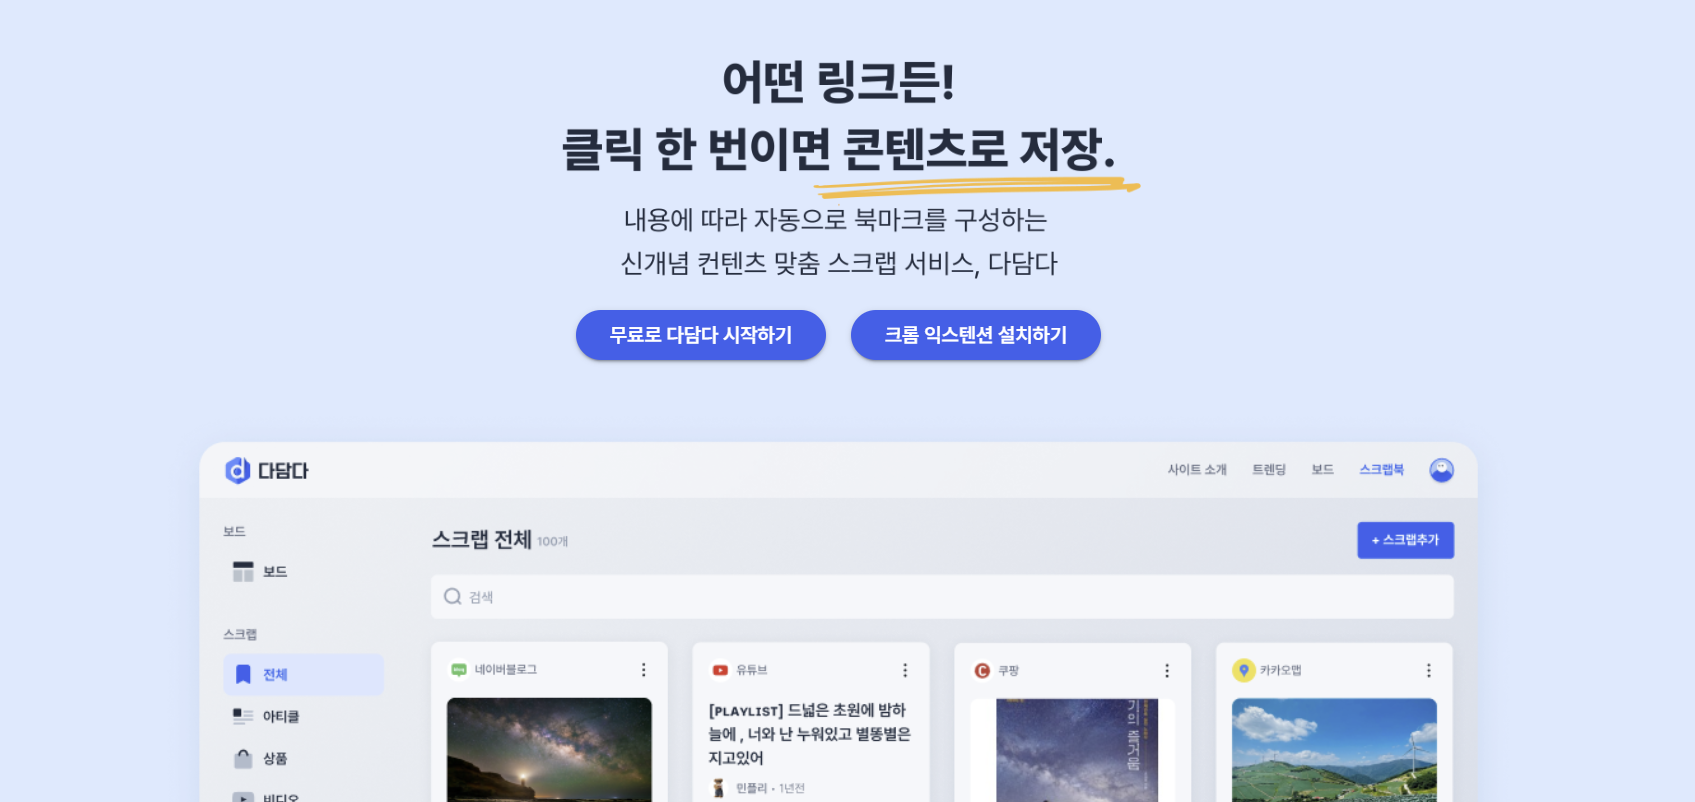 어떤 링크든!
클릭 한 번이면 콘텐츠로 저장.
내용에 따라 자동으로 북마크를 구성하는
신개념 컨텐츠 맞춤 스크랩 서비스, 다담다
무료로 다담다 시작하기
크롬 익스텐션 설치하기
다담다
사이트 소개
트렌딩
보드
스크랩북
보드
보드
스크랩
전체
아티클
상품
비디오
스크랩 전체 100개
+ 스크랩추가
검색
네이버블로그
유튜브
[PLAYLIST] 드넓은 초원에 밤하
늘에 , 너와 난 누워있고 별똥별은
지고있어
민플리 • 1년전
쿠팡
기의 즐거움
카카오맵